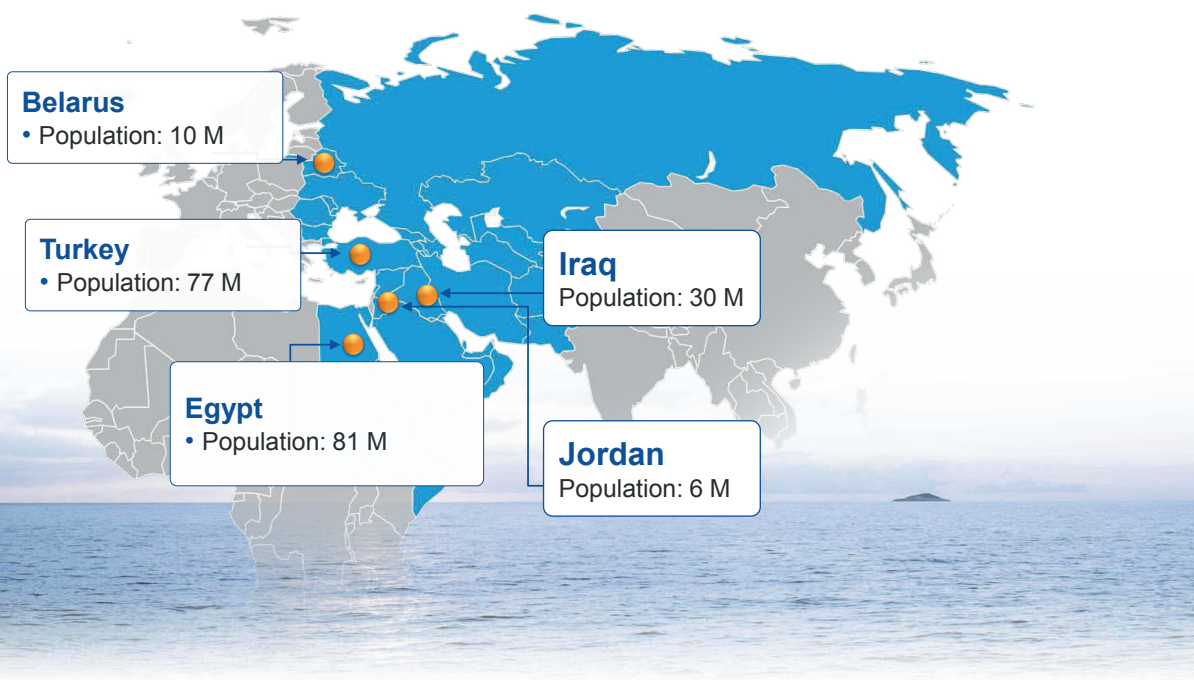 Belarus
• Population: 10 M
Turkey
• Population: 77 M
Iraq
Population: 30 M
Egypt
• Population: 81 M
Jordan
Population: 6 M